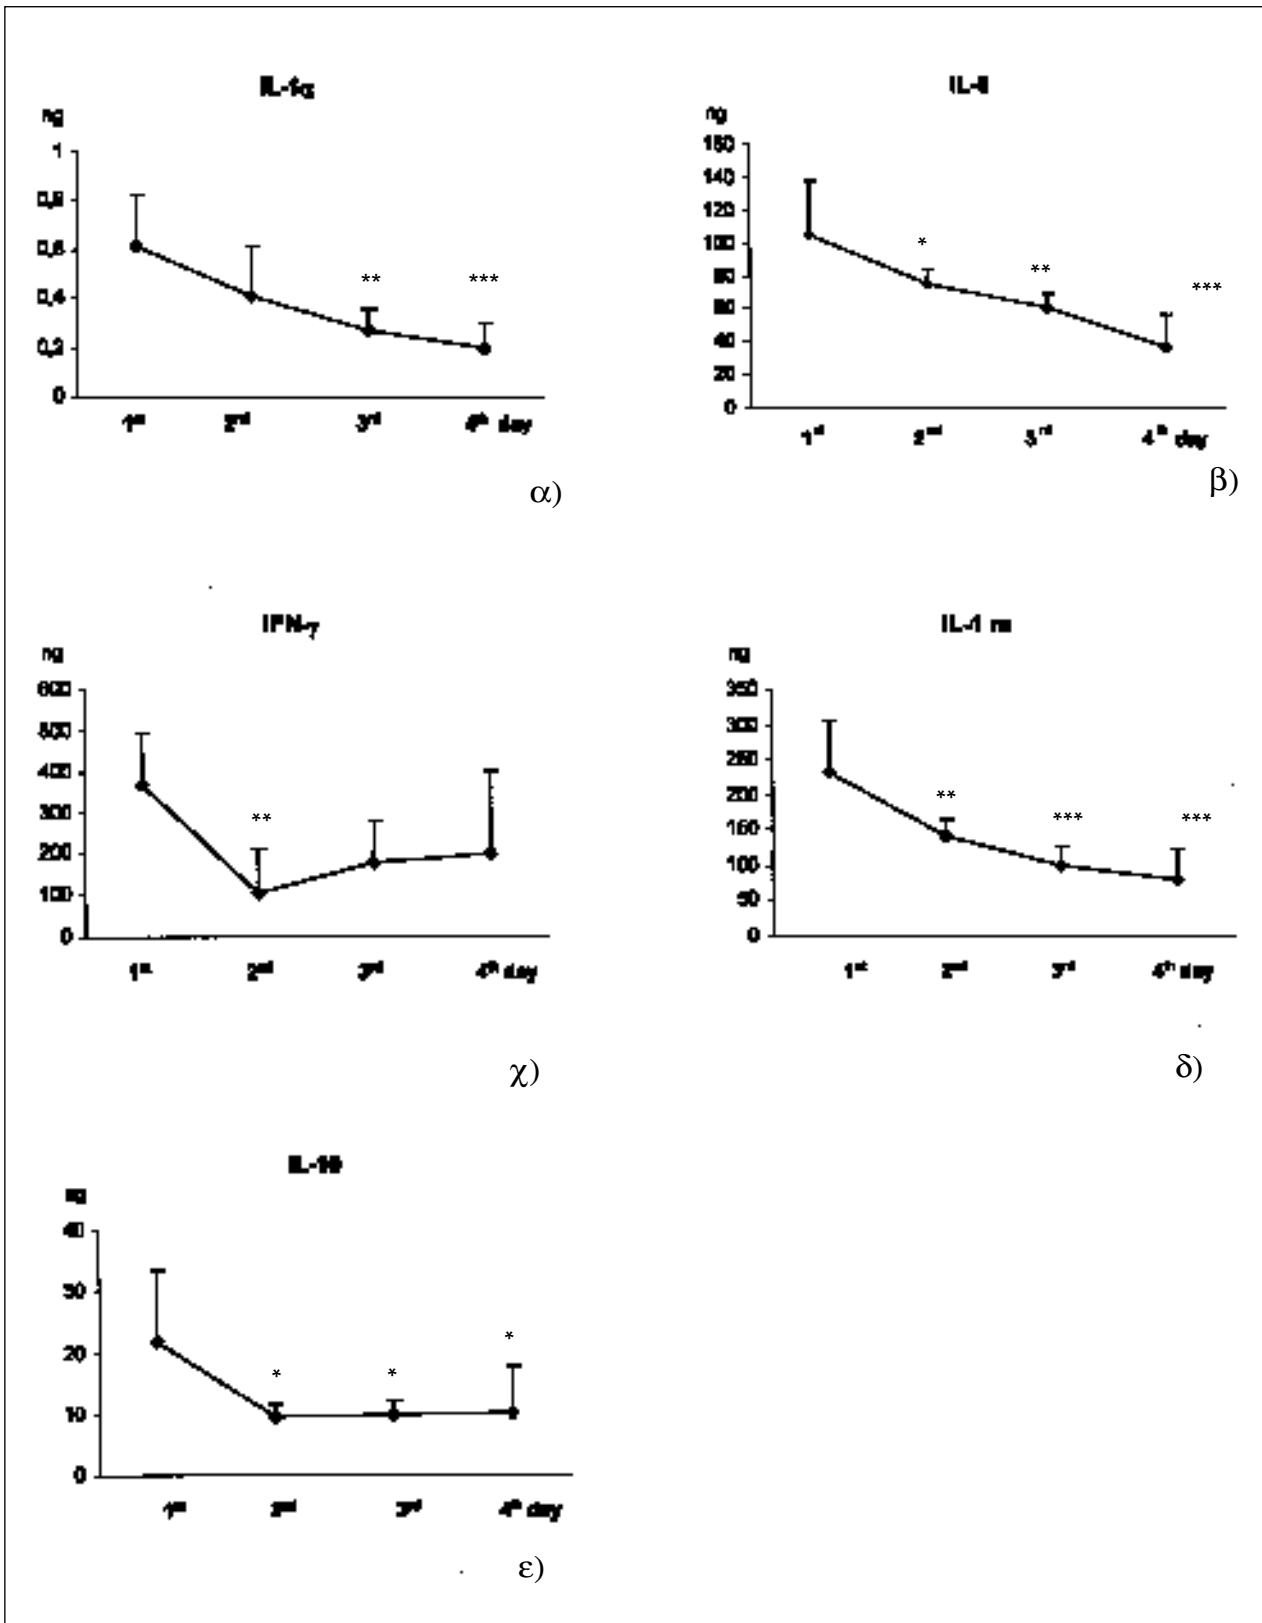 IL-1α
ng
1
0,8
0,6
0,4
0,2
0
** ***
1st 2nd 3rd 4th day
α)
ng
160
140
120
100
80
60
40
20
0
* ** ***
1st 2nd 3rd 4th day
β)
IFN-γ
ng
600
500
400
300
200
100
0
**
1st 2nd 3rd 4th day
χ)
IL-1 ra
ng
350
300
250
200
150
100
50
0
** *** ***
1st 2nd 3rd 4th day
δ)
IL-10
ng
40
30
20
10
0
* * *
1st 2nd 3rd 4th day
ε)